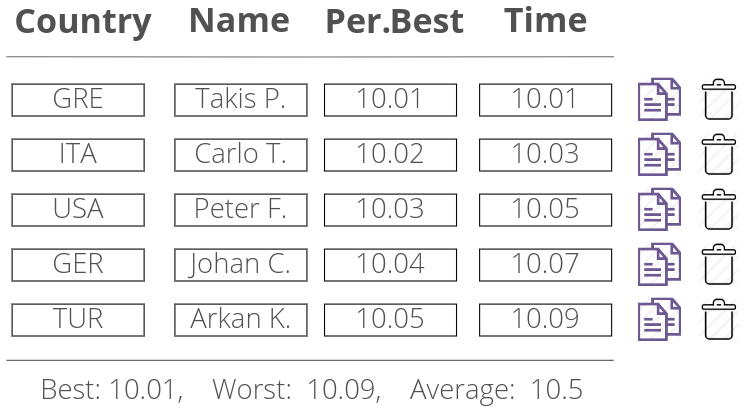 Country Name Per.Best Time
GRE Takis P. 10.01 10.01
ITA Carlo T. 10.02 10.03
USA Peter F. 10.03 10.05
GER Johan C. 10.04 10.07
TUR Arkan K. 10.05 10.09
Best: 10.01, Worst: 10.09, Average: 10.5